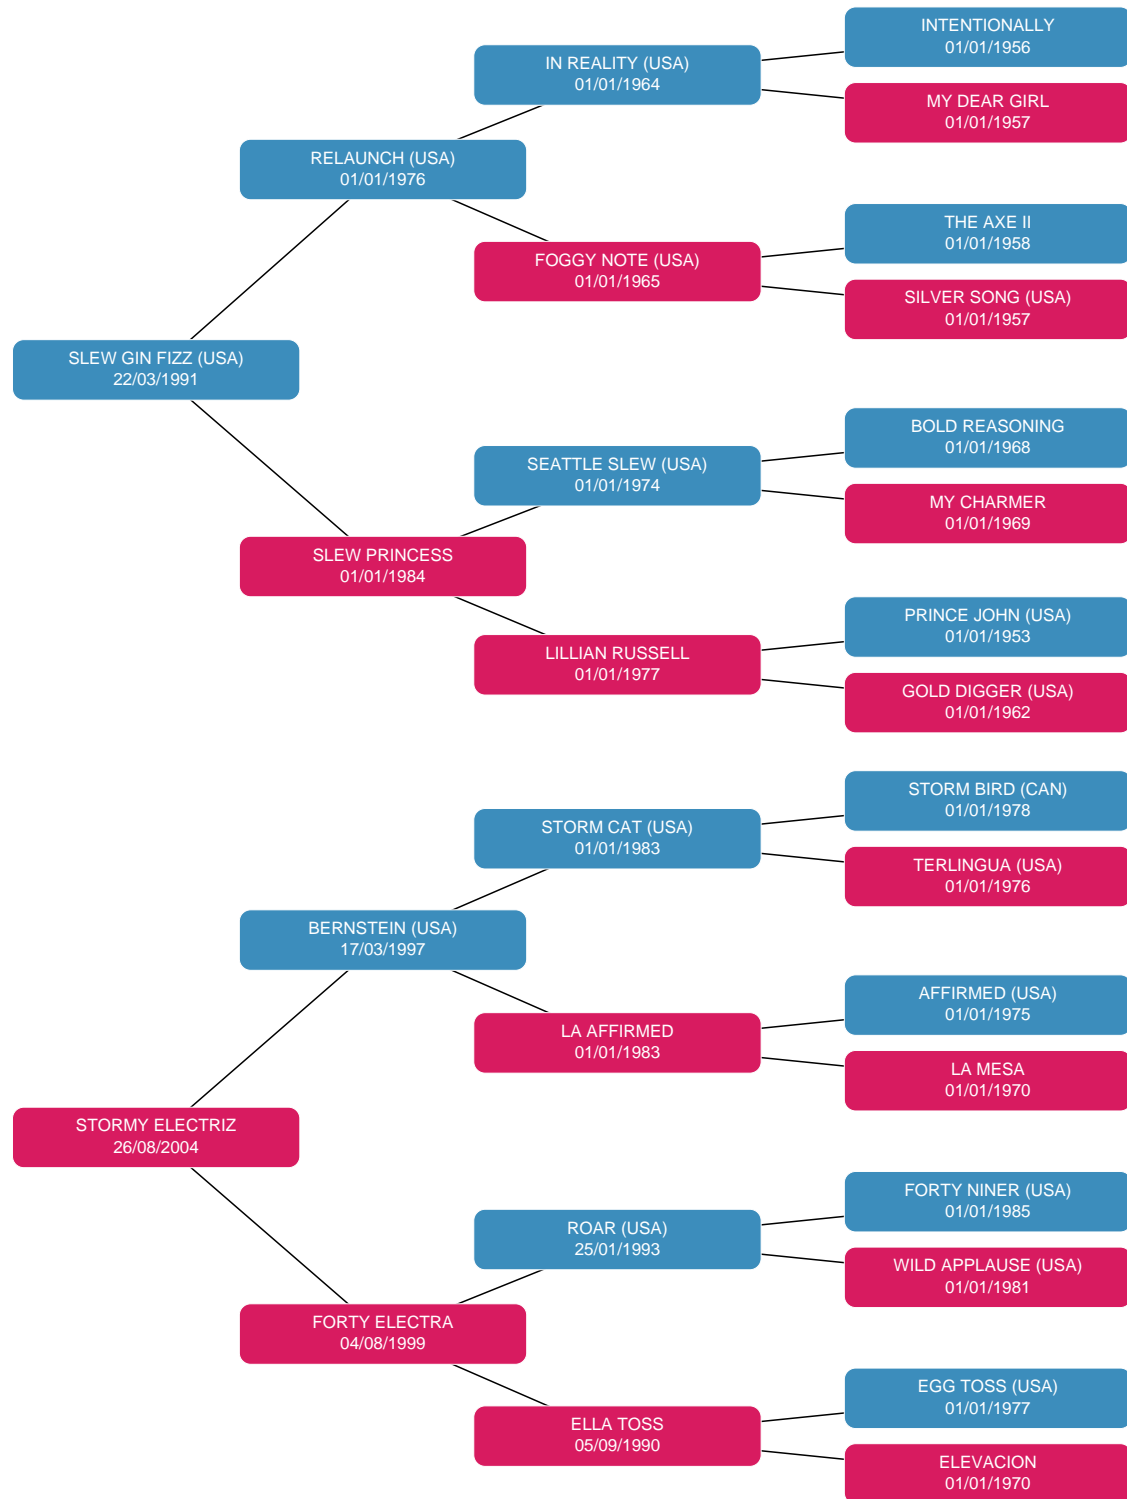 INTENTIONALLY
01/01/1956
IN REALITY (USA)
01/01/1964
MY DEAR GIRL
01/01/1957
RELAUNCH (USA)
01/01/1976
THE AXE II
01/01/1958
FOGGY NOTE (USA)
01/01/1965
SILVER SONG (USA)
01/01/1957
SLEW GIN FIZZ (USA)
22/03/1991
BOLD REASONING
01/01/1968
SEATTLE SLEW (USA)
01/01/1974
MY CHARMER
01/01/1969
SLEW PRINCESS
01/01/1984
PRINCE JOHN (USA)
01/01/1953
LILLIAN RUSSELL
01/01/1977
GOLD DIGGER (USA)
01/01/1962
STORM BIRD (CAN)
01/01/1978
STORM CAT (USA)
01/01/1983
TERLINGUA (USA)
01/01/1976
BERNSTEIN (USA)
17/03/1997
AFFIRMED (USA)
01/01/1975
LA AFFIRMED
01/01/1983
LA MESA
01/01/1970
STORMY ELECTRIZ
26/08/2004
FORTY NINER (USA)
01/01/1985
ROAR (USA)
25/01/1993
WILD APPLAUSE (USA)
01/01/1981
FORTY ELECTRA
04/08/1999
EGG TOSS (USA)
01/01/1977
ELLA TOSS
05/09/1990
ELEVACION
01/01/1970